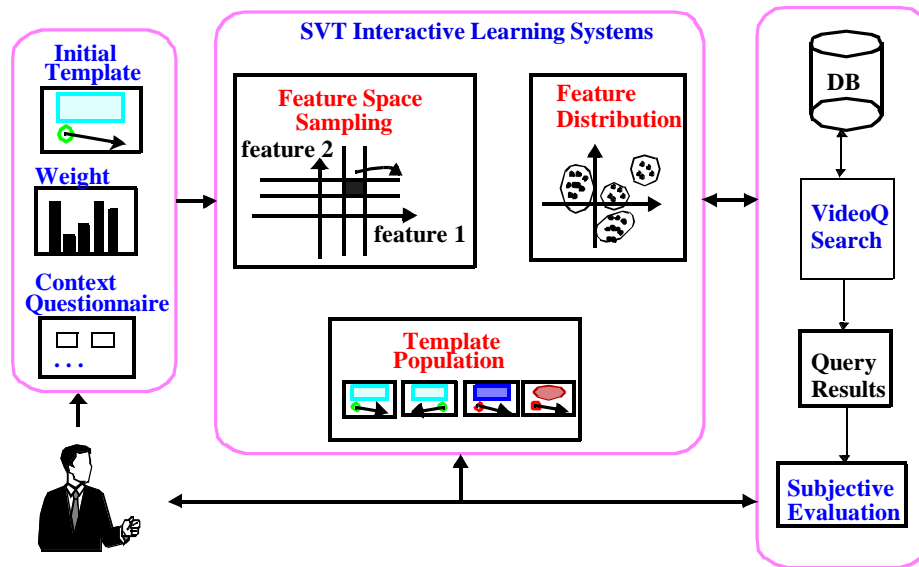 Initial
Template
Weight
Context
Questionnaire
. . .
SVT Interactive Learning Systems
Feature Space
Sampling
feature 2
feature 1
Feature
Distribution
Template
Population
DB
VideoQ
Search
Query
Results
Subjective
Evaluation